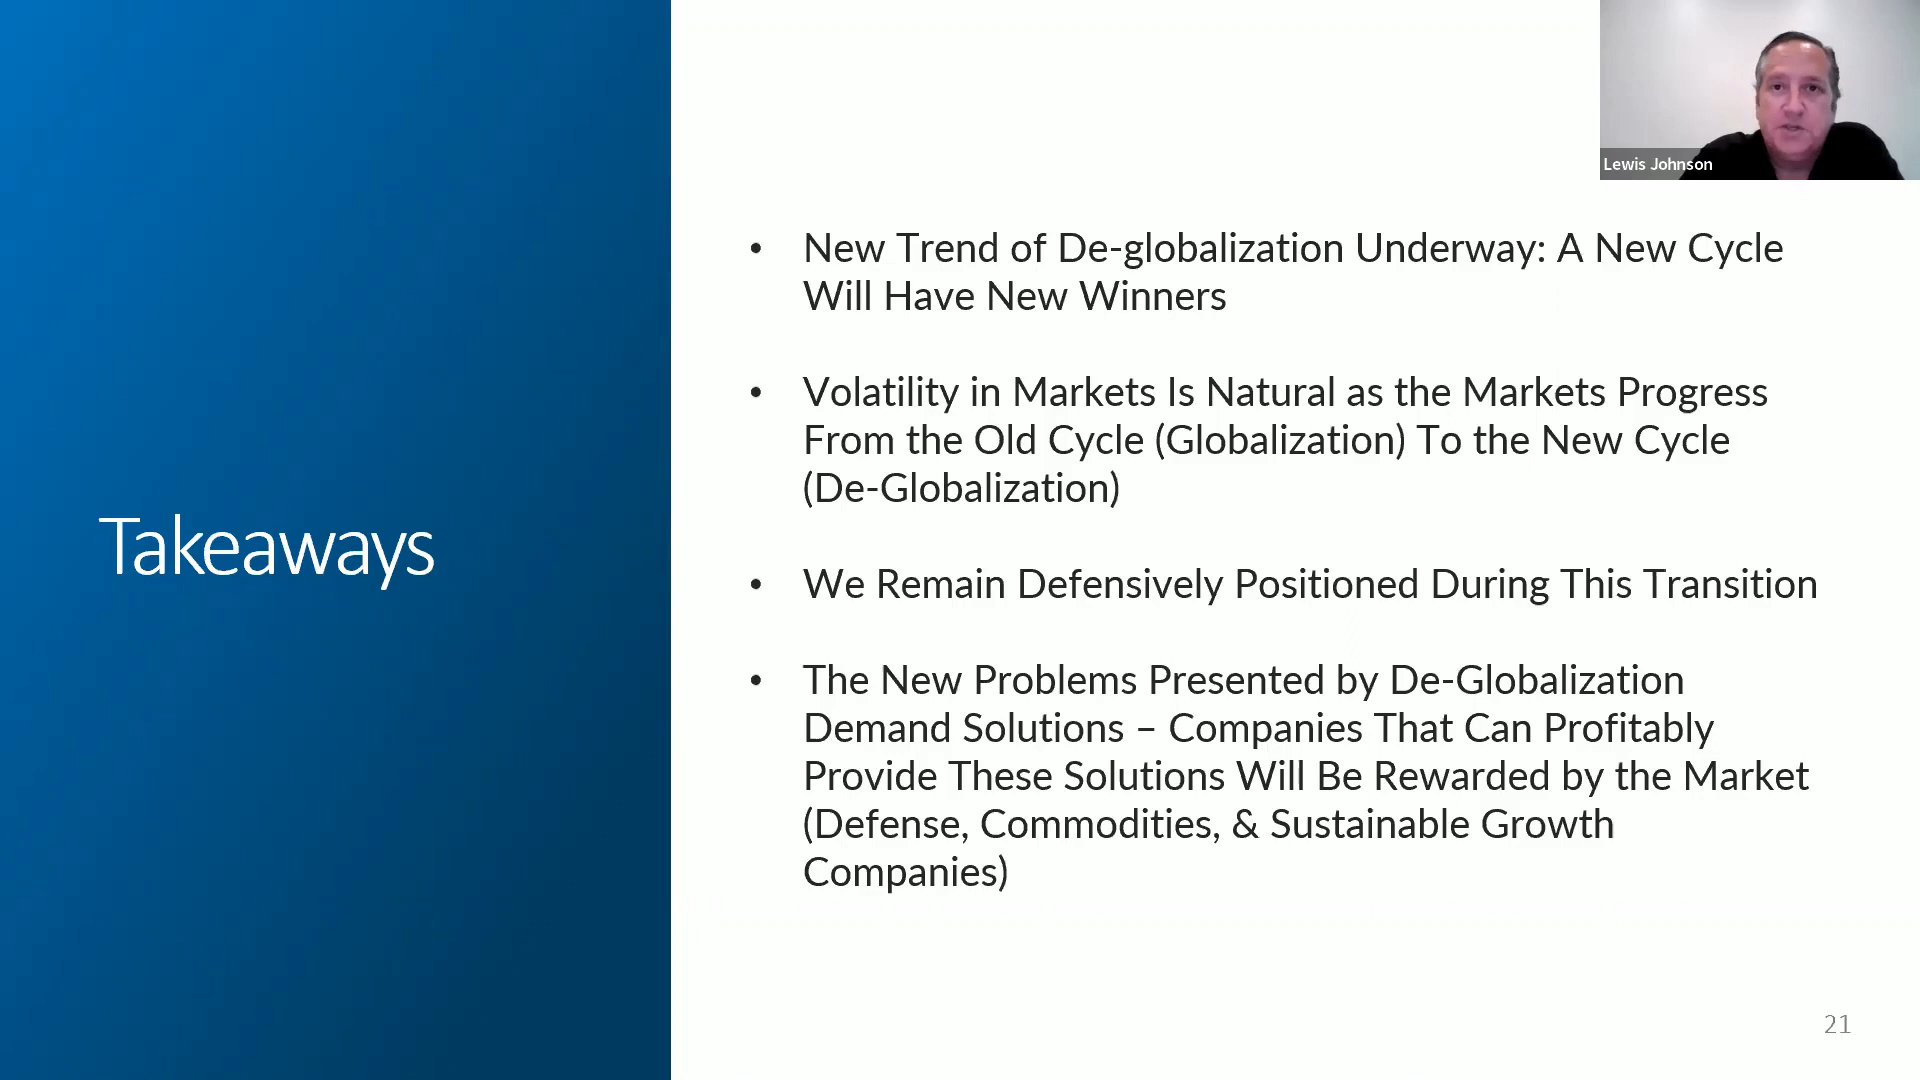 Lewis Johnson
Takeaways
• New Trend of De-globalization Underway: A New Cycle
Will Have New Winners
• Volatility in Markets Is Natural as the Markets Progress
From the Old Cycle (Globalization) To the New Cycle
(De-Globalization)
• We Remain Defensively Positioned During This Transition
• The New Problems Presented by De-Globalization
Demand Solutions – Companies That Can Profitably
Provide These Solutions Will Be Rewarded by the Market
(Defense, Commodities, & Sustainable Growth
Companies)
21